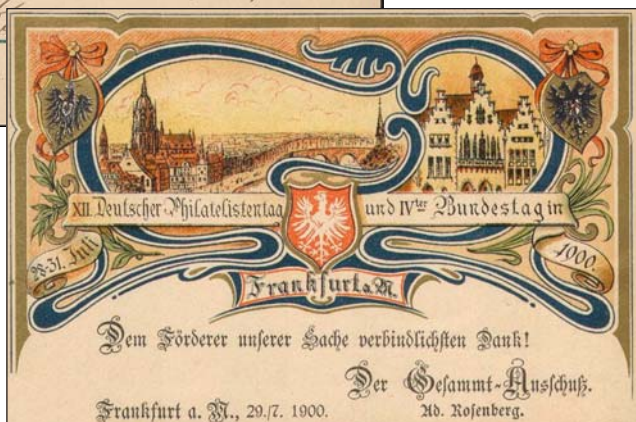 XII. Deutscher Philatelistentag und IVter Bundestag in
28-31. Juli 1900.
Frankfurt a. M.
Dem Förderer unserer Sache verbindlichsten Dank!
Der Gesammt-Ausschuß.
Frankfurt a. M., 29./7. 1900. Ad. Rosenberg.